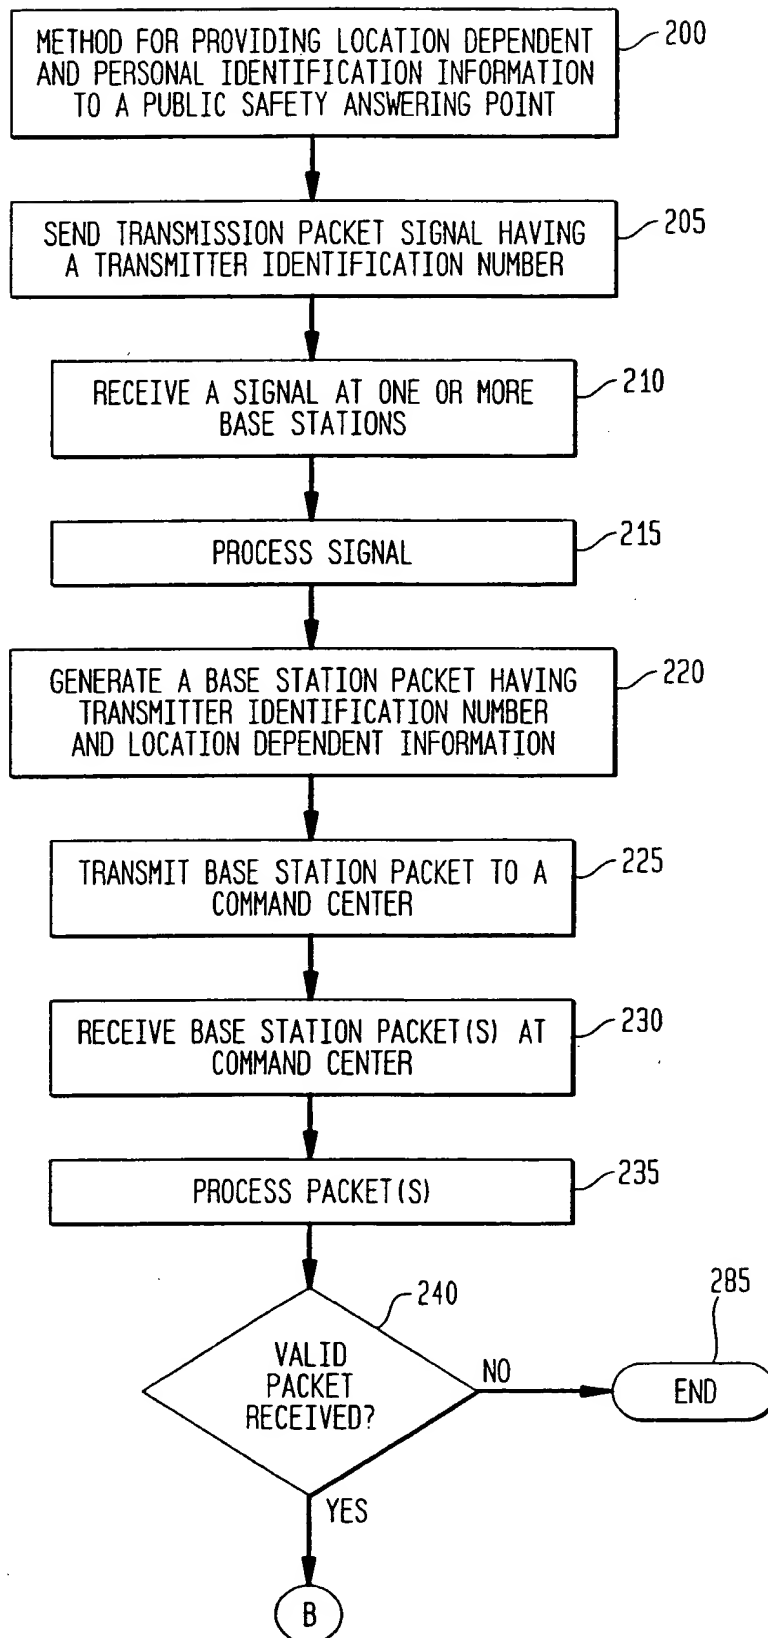 METHOD FOR PROVIDING LOCATION DEPENDENT
AND PERSONAL IDENTIFICATION INFORMATION
TO A PUBLIC SAFETY ANSWERING POINT
200
SEND TRANSMISSION PACKET SIGNAL HAVING
A TRANSMITTER IDENTIFICATION NUMBER
205
RECEIVE A SIGNAL AT ONE OR MORE
BASE STATIONS
210
PROCESS SIGNAL
215
GENERATE A BASE STATION PACKET HAVING
TRANSMITTER IDENTIFICATION NUMBER
AND LOCATION DEPENDENT INFORMATION
220
TRANSMIT BASE STATION PACKET TO A
COMMAND CENTER
225
RECEIVE BASE STATION PACKET(S) AT
COMMAND CENTER
230
PROCESS PACKET(S)
235
VALID
PACKET
RECEIVED?
240
NO
END
285
YES
B